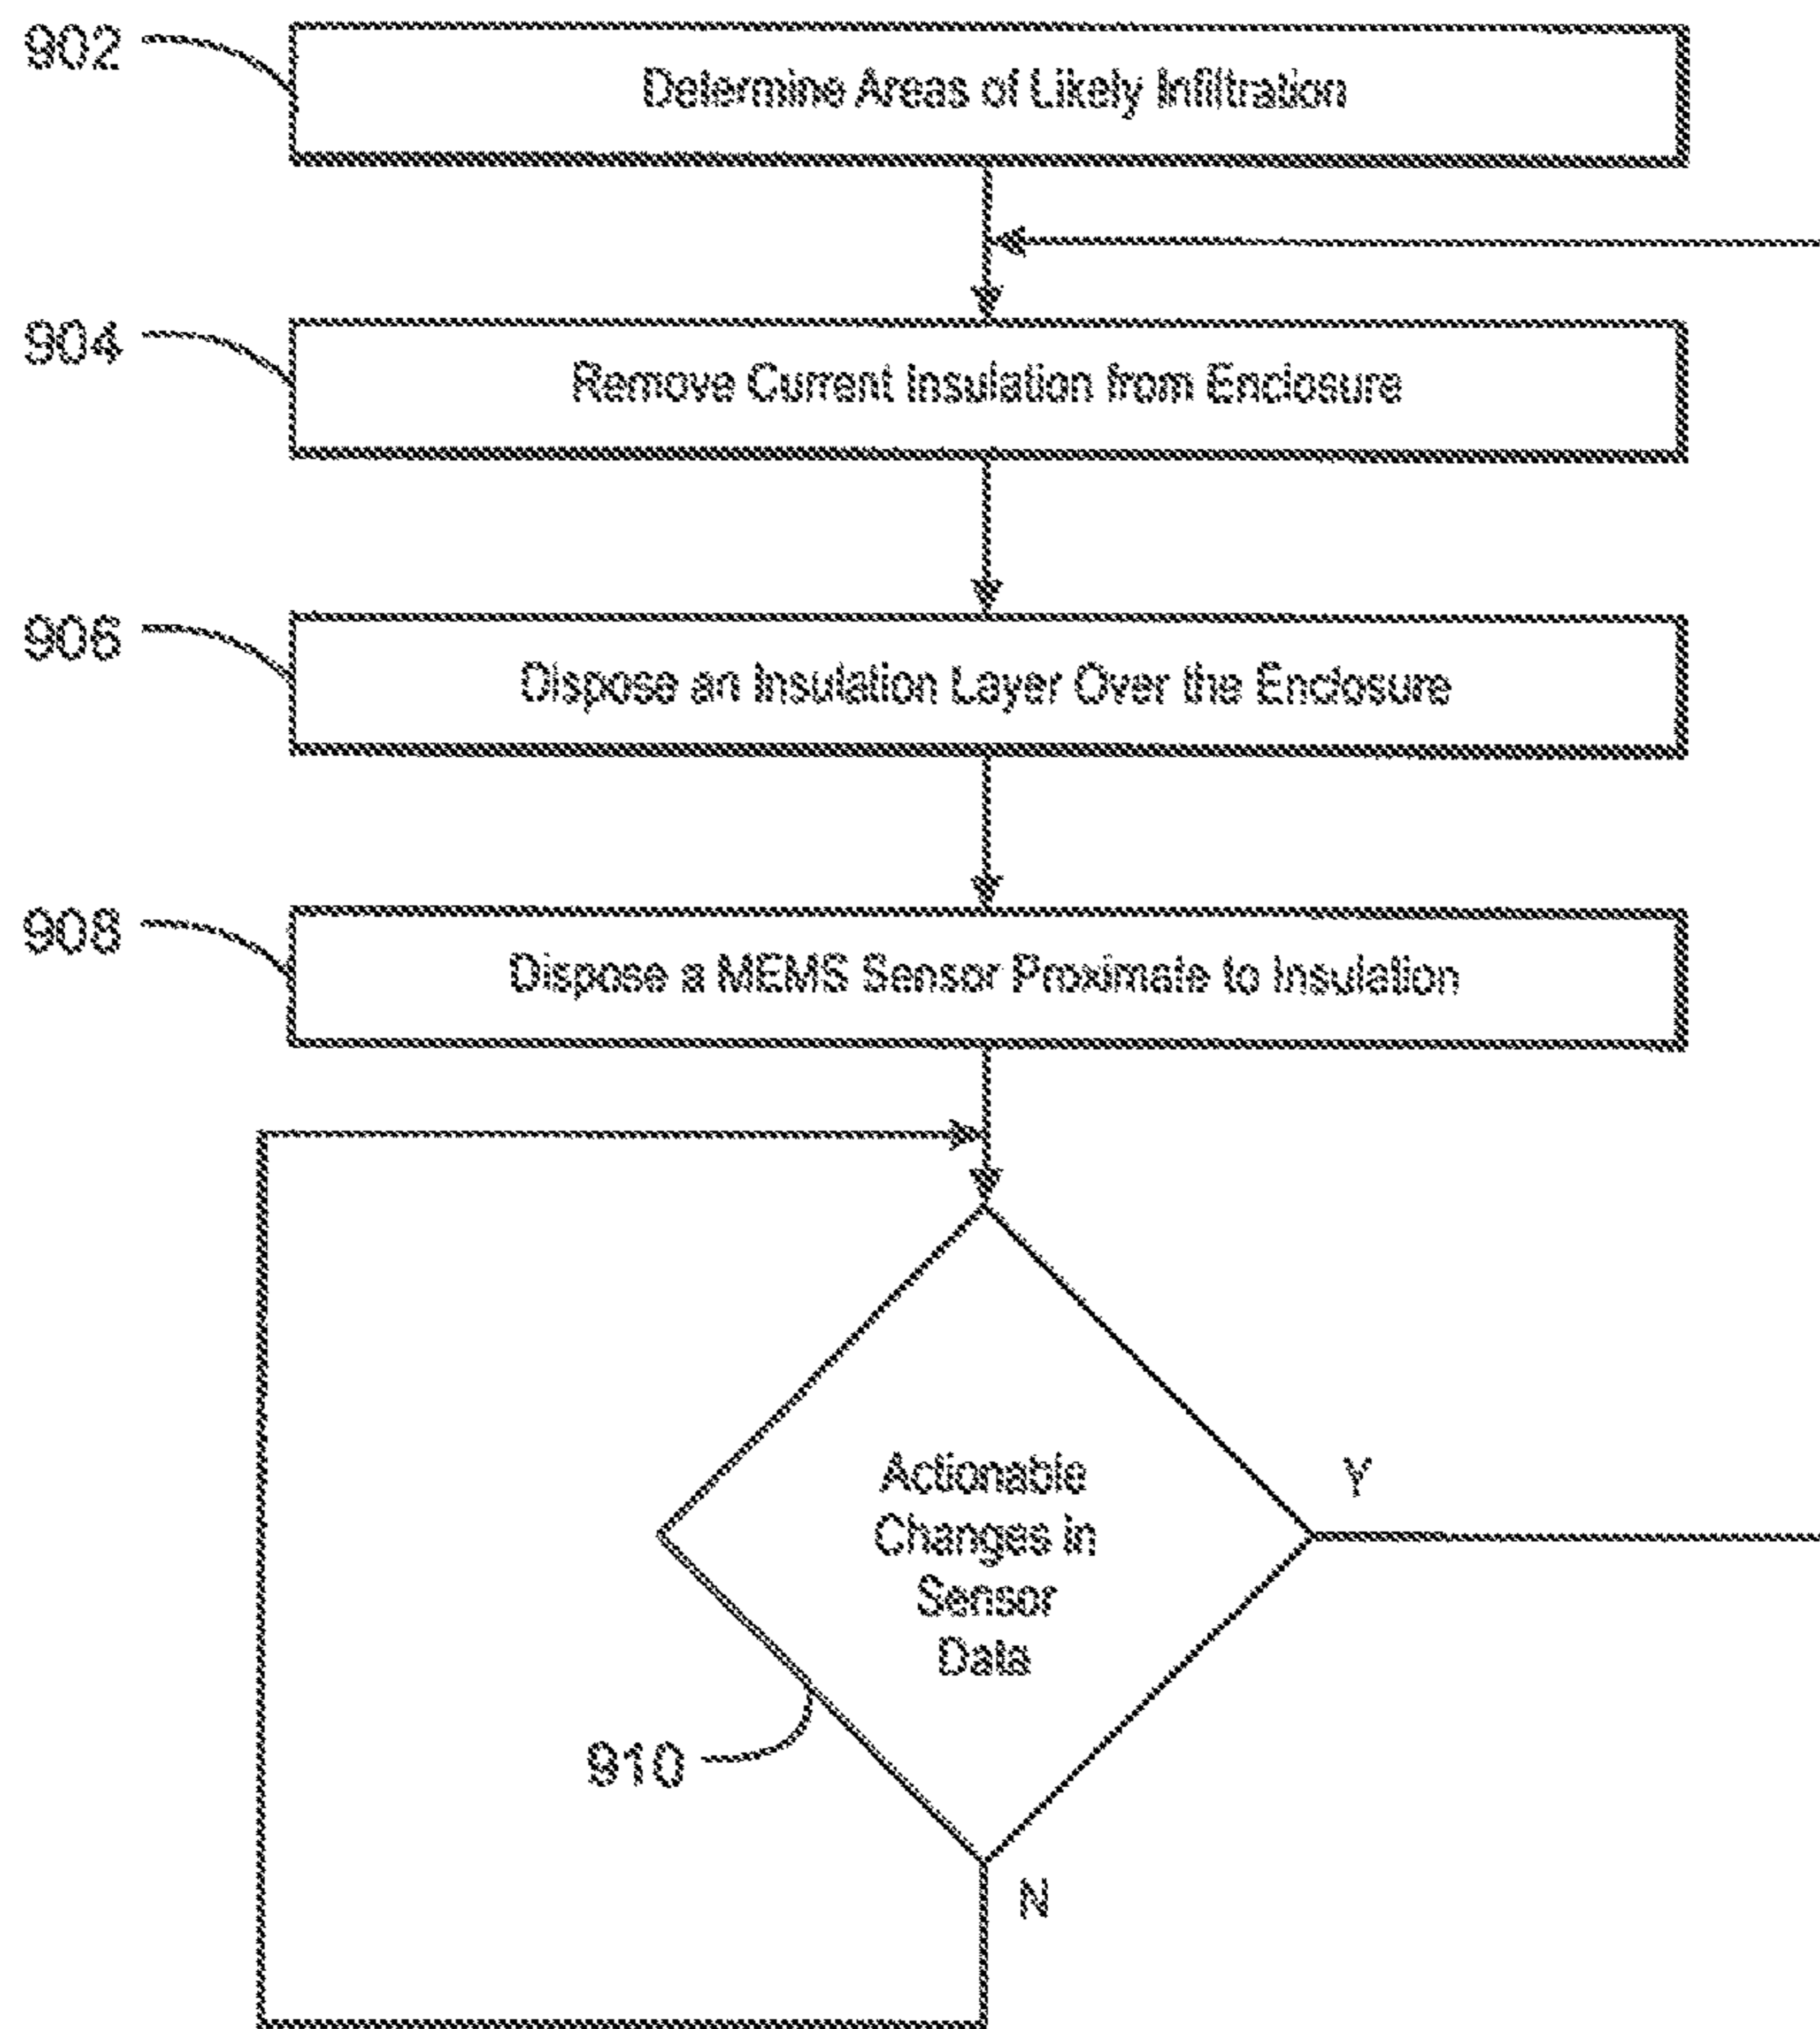 902
Determine Areas of Likely Infiltration
904
Remove Current Insulation from Enclosure
906
Dispose an Insulation Layer Over the Enclosure
908
Dispose a MEMS Sensor Proximate to Insulation
Actionable
Changes in
Sensor
Data
Y
910
N